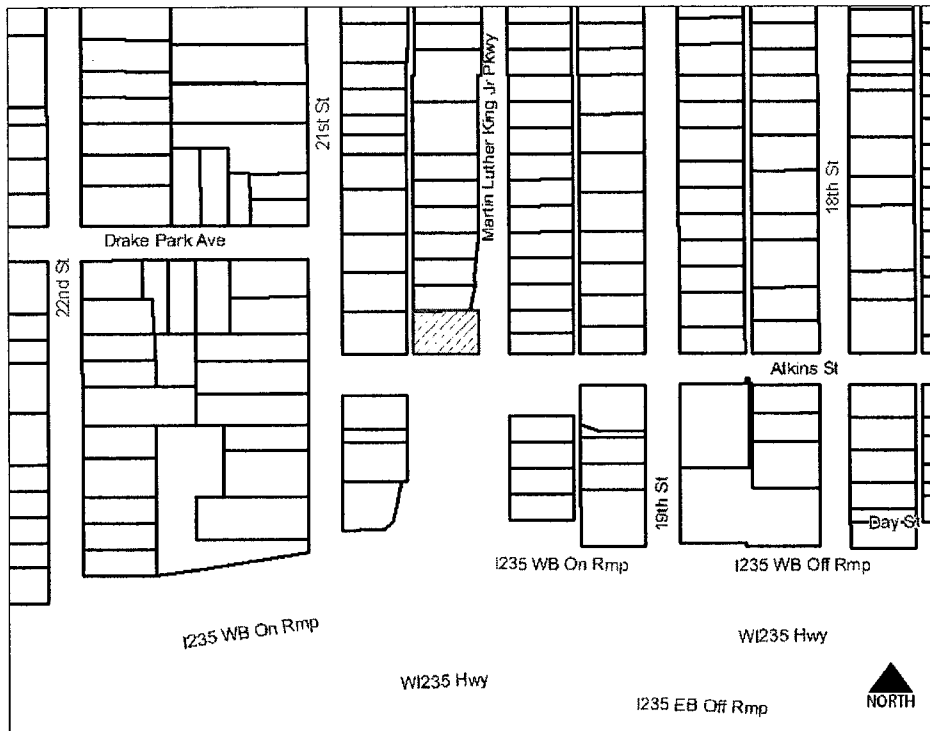 21st St
Martin Luther King Jr Pkwy
18th St
Drake Park Ave
22nd St
Atkins St
19th St
Day St
I235 WB On Rmp
I235 WB Off Rmp
I235 WB On Rmp
WI235 Hwy
WI235 Hwy
I235 EB Off Rmp
NORTH